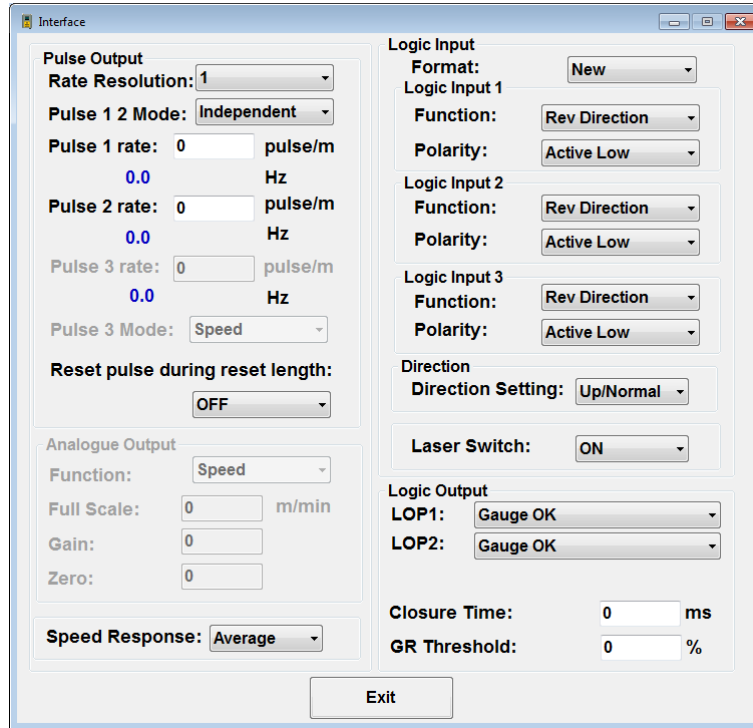 Interface
Pulse Output
Rate Resolution: 1
Pulse 1 2 Mode: Independent
Pulse 1 rate: 0 pulse/m
0.0 Hz
Pulse 2 rate: 0 pulse/m
0.0 Hz
Pulse 3 rate: 0 pulse/m
0.0 Hz
Pulse 3 Mode: Speed
Reset pulse during reset length:
OFF
Analogue Output
Function: Speed
Full Scale: 0 m/min
Gain: 0
Zero: 0
Speed Response: Average
Logic Input
Format: New
Logic Input 1
Function: Rev Direction
Polarity: Active Low
Logic Input 2
Function: Rev Direction
Polarity: Active Low
Logic Input 3
Function: Rev Direction
Polarity: Active Low
Direction
Direction Setting: Up/Normal
Laser Switch: ON
Logic Output
LOP1: Gauge OK
LOP2: Gauge OK
Closure Time: 0 ms
GR Threshold: 0 %
Exit